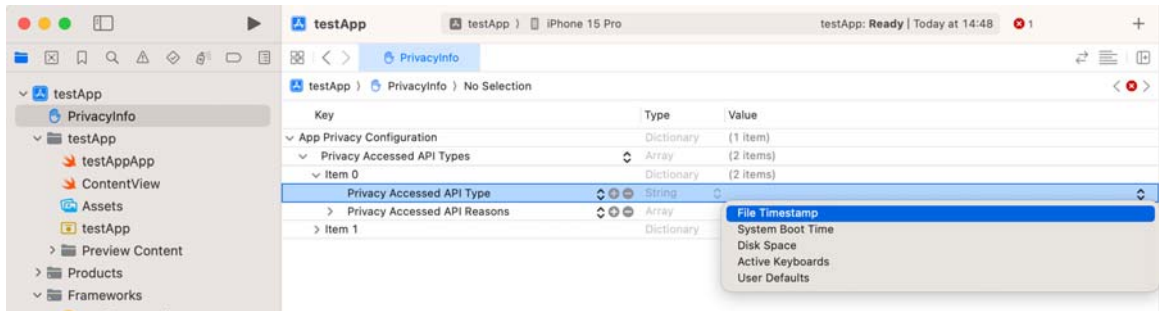 testApp testApp ⟩ iPhone 15 Pro testApp: Ready | Today at 14:48 1
PrivacyInfo
testApp ⟩ PrivacyInfo ⟩ No Selection
testApp
PrivacyInfo
testApp
testAppApp
ContentView
Assets
testApp
Preview Content
Products
Frameworks
Key Type Value
App Privacy Configuration Dictionary (1 item)
Privacy Accessed API Types Array (2 items)
Item 0 Dictionary (2 items)
Privacy Accessed API Type String
Privacy Accessed API Reasons Array
Item 1 Dictionary
File Timestamp
System Boot Time
Disk Space
Active Keyboards
User Defaults